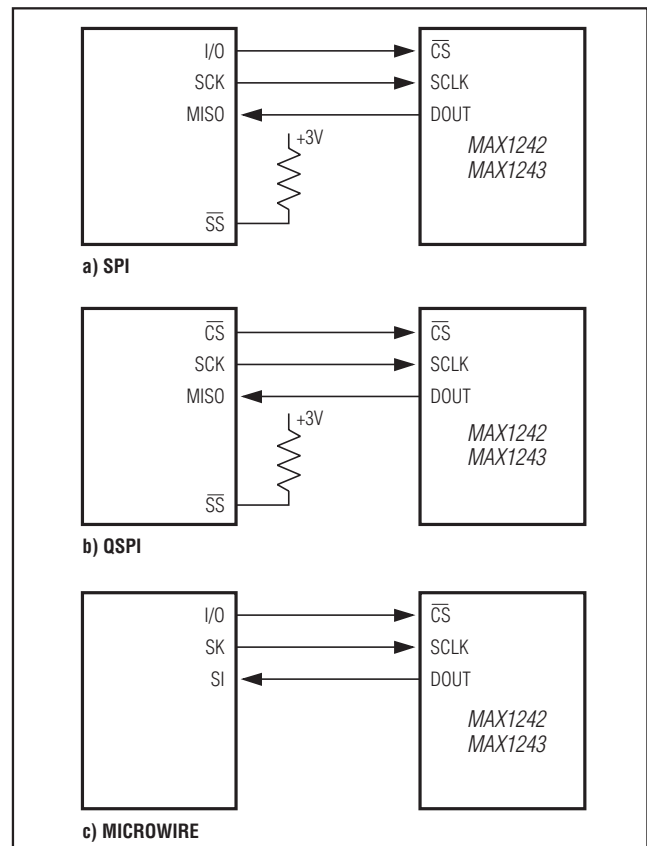 I/O CS
SCK SCLK
MISO DOUT
+3V
MAX1242
MAX1243
SS
a) SPI
CS CS
SCK SCLK
MISO DOUT
+3V
MAX1242
MAX1243
SS
b) QSPI
I/O CS
SK SCLK
SI DOUT
MAX1242
MAX1243
c) MICROWIRE